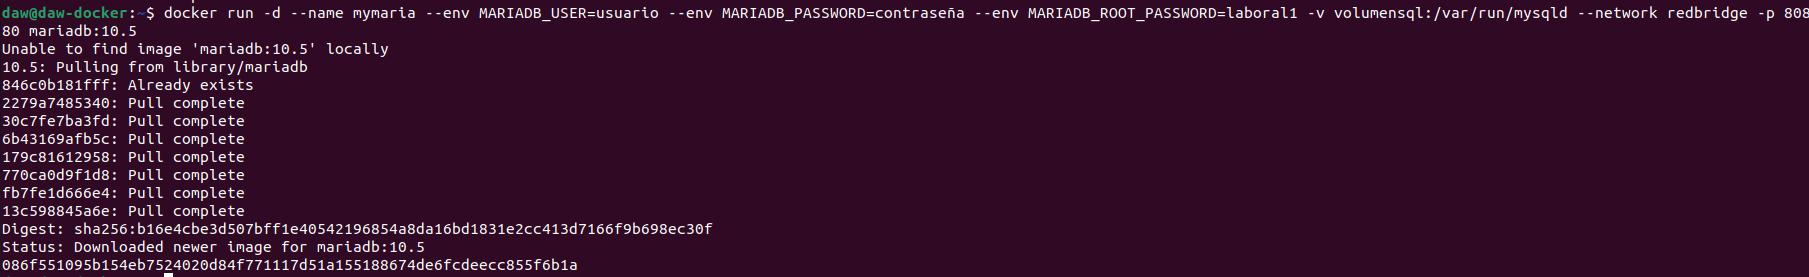 daw@daw-docker:~$ docker run -d --name mymaria --env MARIADB_USER=usuario --env MARIADB_PASSWORD=contraseña --env MARIADB_ROOT_PASSWORD=laboral1 -v volumensql:/var/run/mysqld --network redbridge -p 808
80 mariadb:10.5
Unable to find image 'mariadb:10.5' locally
10.5: Pulling from library/mariadb
846c0b181fff: Already exists
2279a7485340: Pull complete
30c7fe7ba3fd: Pull complete
6b43169afb5c: Pull complete
179c81612958: Pull complete
770ca0d9f1d8: Pull complete
fb7fe1d666e4: Pull complete
13c598845a6e: Pull complete
Digest: sha256:b16e4cbe3d507bff1e40542196854a8da16bd1831e2cc413d7166f9b698ec30f
Status: Downloaded newer image for mariadb:10.5
086f551095b154eb7524020d84f771117d51a155188674de6fcdeecc855f6b1a